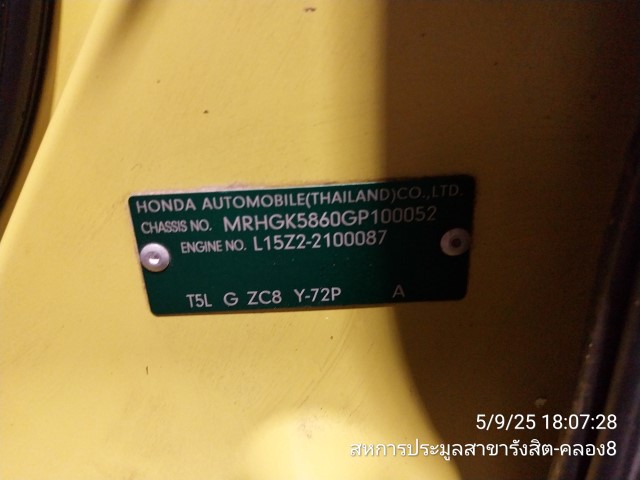 HONDA AUTOMOBILE(THAILAND)CO.,LTD.
CHASSIS NO. MRHGK5860GP100052
ENGINE NO. L15Z2-2100087
T5L G ZC8 Y-72P A
5/9/25 18:07:28
สหการประมูลสาขารังสิต-คลอง8